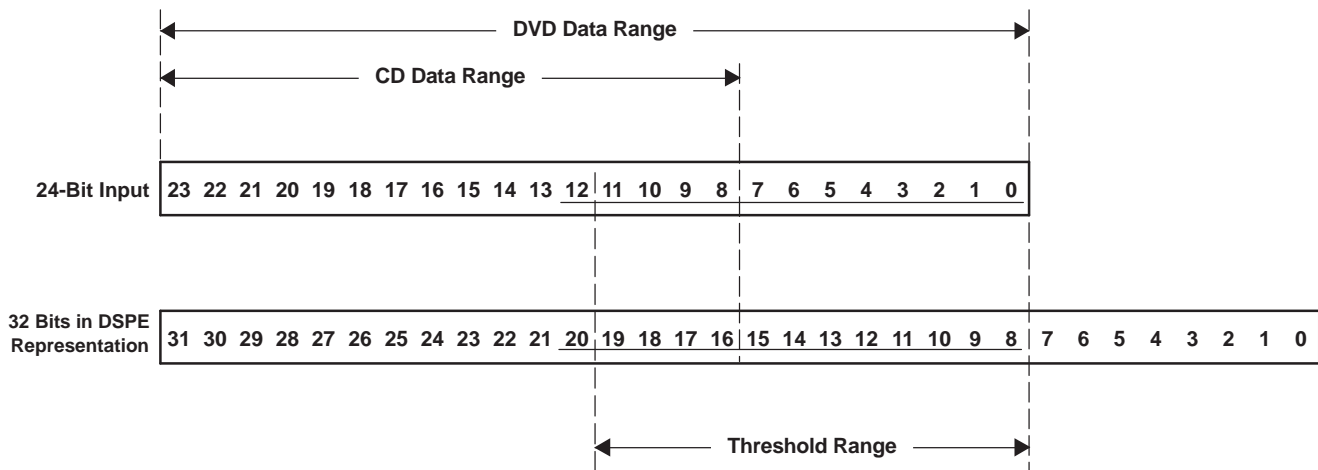 DVD Data Range
CD Data Range
24-Bit Input 23 22 21 20 19 18 17 16 15 14 13 12 11 10 9 8 7 6 5 4 3 2 1 0
32 Bits in DSPE
Representation 31 30 29 28 27 26 25 24 23 22 21 20 19 18 17 16 15 14 13 12 11 10 9 8 7 6 5 4 3 2 1 0
Threshold Range